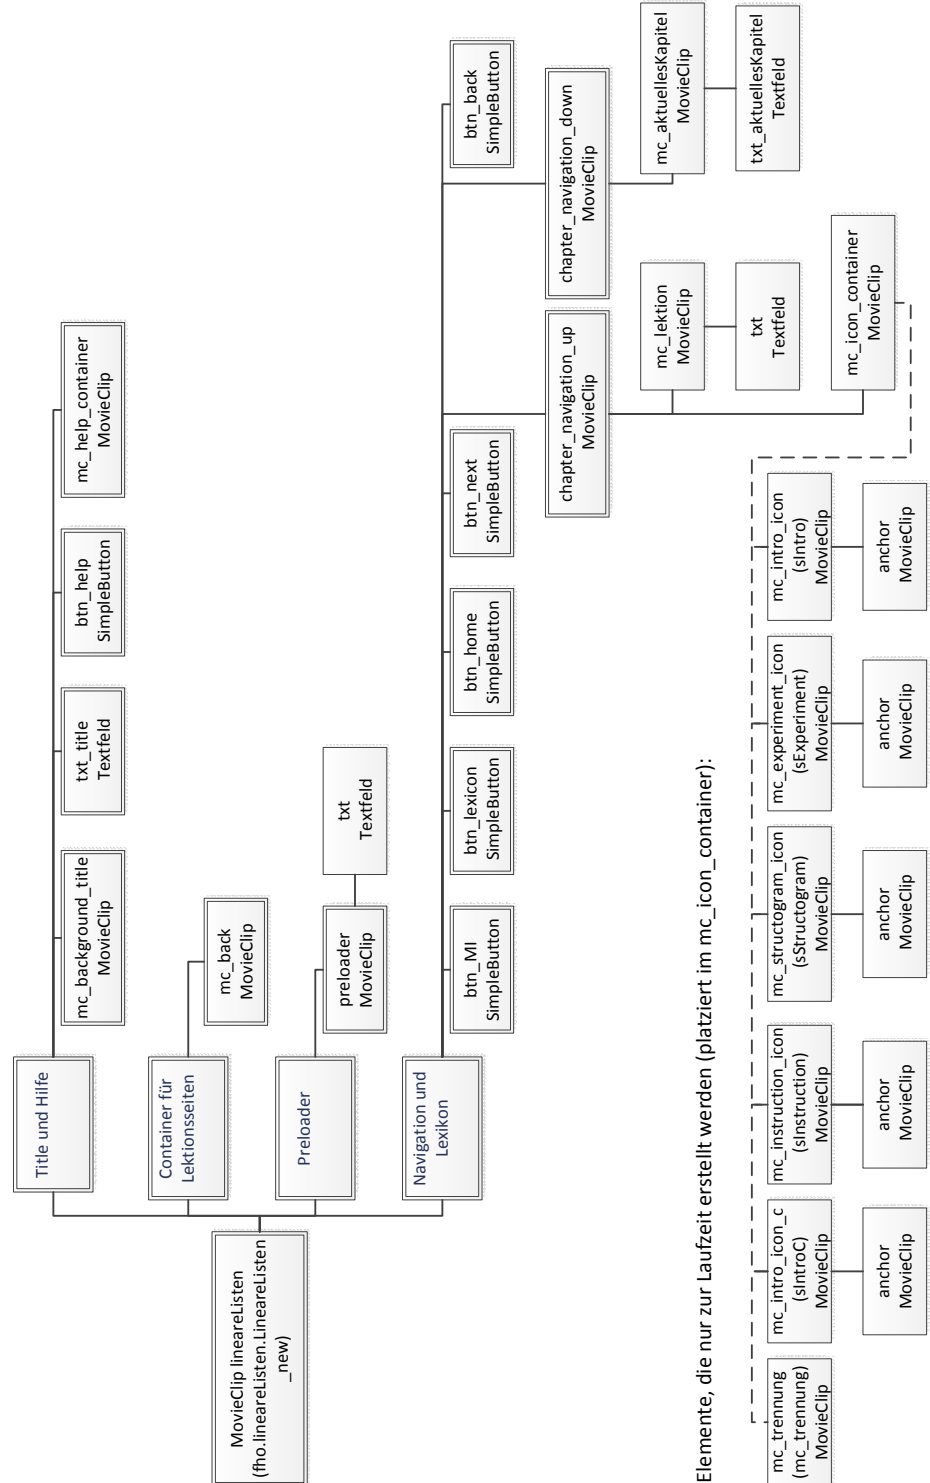 MovieClip lineareListen
(fho.lineareListen.LineareListen
_new)
Title und Hilfe
mc_background_title
MovieClip
txt_title
Textfeld
btn_help
SimpleButton
mc_help_container
MovieClip
Container für
Lektionsseiten
mc_back
MovieClip
Preloader
preloader
MovieClip
txt
Textfeld
Navigation und
Lexikon
btn_MI
SimpleButton
btn_lexicon
SimpleButton
btn_home
SimpleButton
btn_next
SimpleButton
btn_back
SimpleButton
chapter_navigation_up
MovieClip
chapter_navigation_down
MovieClip
mc_lektion
MovieClip
mc_aktuellesKapitel
MovieClip
txt
Textfeld
txt_aktuellesKapitel
Textfeld
mc_icon_container
MovieClip
Elemente, die nur zur Laufzeit erstellt werden (platziert im mc_icon_container):
mc_trennung
(mc_trennung)
MovieClip
mc_intro_icon_c
(sIntroC)
MovieClip
mc_instruction_icon
(sInstruction)
MovieClip
mc_structogram_icon
(sStructogram)
MovieClip
mc_experiment_icon
(sExperiment)
MovieClip
mc_intro_icon
(sIntro)
MovieClip
anchor
MovieClip
anchor
MovieClip
anchor
MovieClip
anchor
MovieClip
anchor
MovieClip